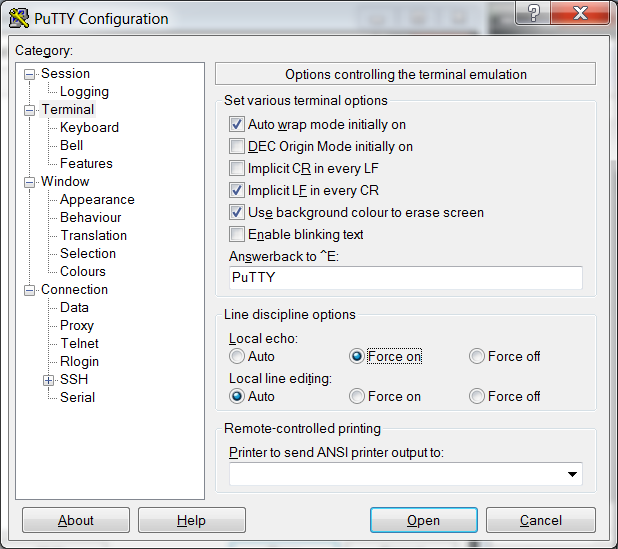 PuTTY Configuration
Category:
Session
Logging
Terminal
Keyboard
Bell
Features
Window
Appearance
Behaviour
Translation
Selection
Colours
Connection
Data
Proxy
Telnet
Rlogin
SSH
Serial
Options controlling the terminal emulation
Set various terminal options
Auto wrap mode initially on
DEC Origin Mode initially on
Implicit CR in every LF
Implicit LF in every CR
Use background colour to erase screen
Enable blinking text
Answerback to ^E:
PuTTY
Line discipline options
Local echo:
Auto Force on Force off
Local line editing:
Auto Force on Force off
Remote-controlled printing
Printer to send ANSI printer output to:
About Help Open Cancel